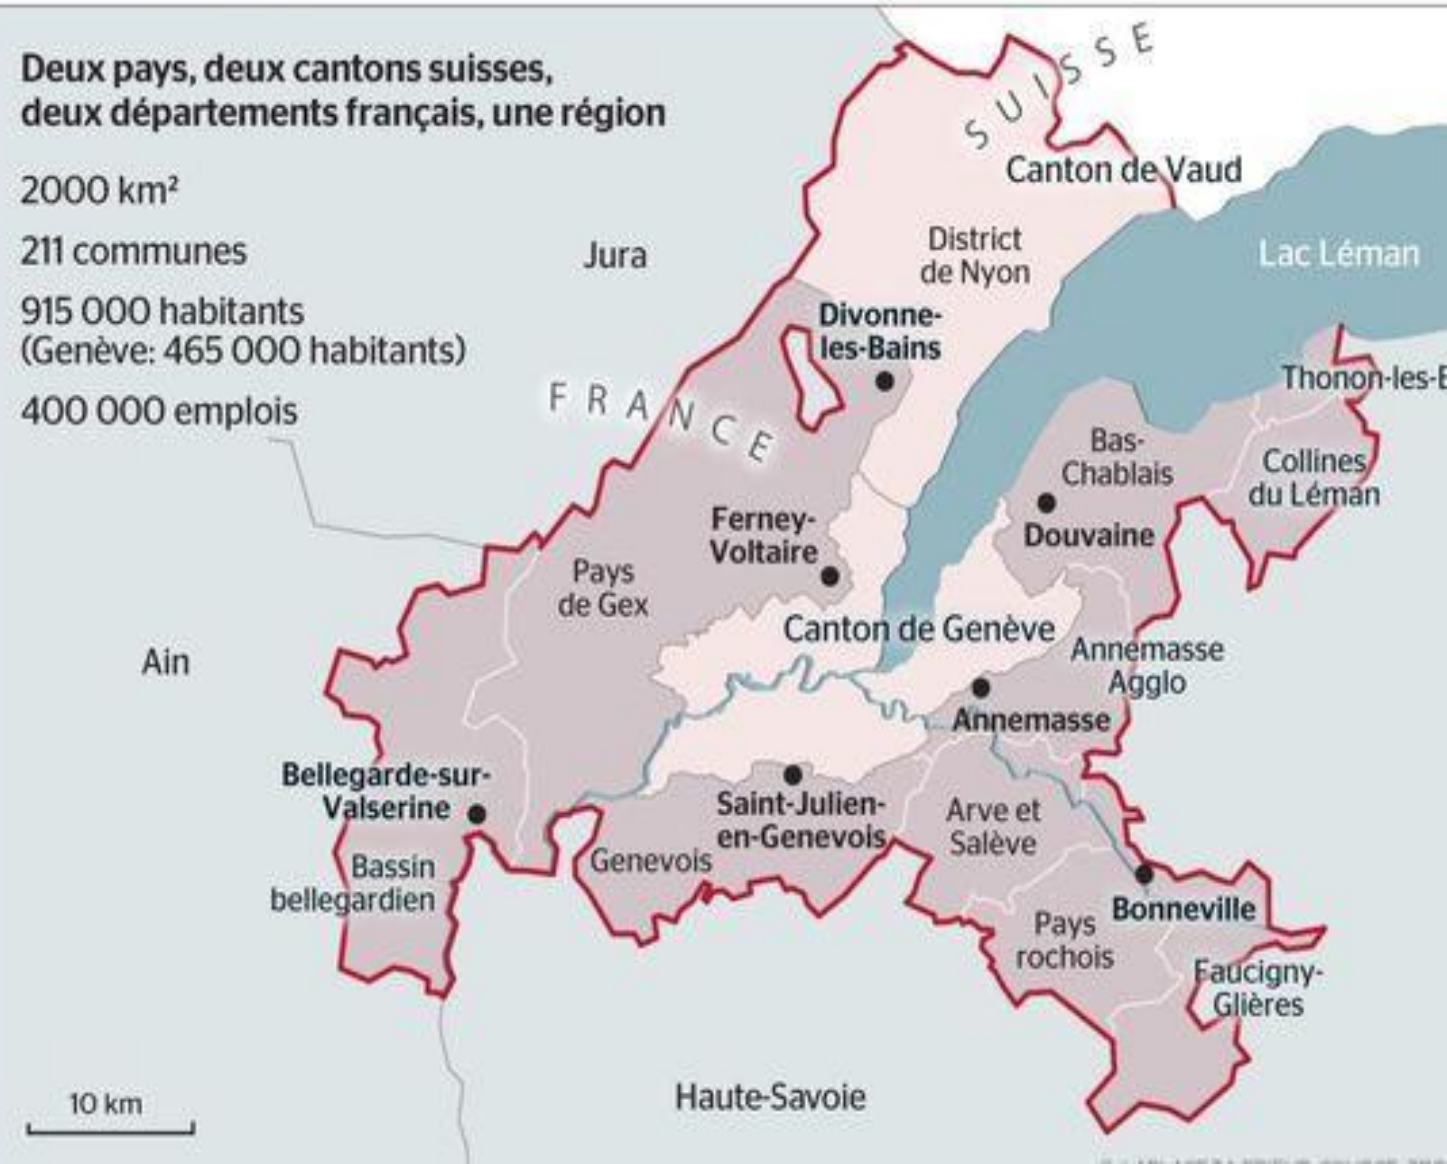 Deux pays, deux cantons suisses,
deux départements français, une région
2000 km²
211 communes
915 000 habitants
(Genève: 465 000 habitants)
400 000 emplois
SUISSE
Canton de Vaud
Jura
District
de Nyon
Lac Léman
Divonne-
les-Bains
FRANCE
Thonon-les-B
Bas-
Chablais
Collines
du Léman
Ferney-
Voltaire
Douvaine
Pays
de Gex
Canton de Genève
Ain
Annemasse
Agglo
Annemasse
Bellegarde-sur-
Valserine
Saint-Julien-
en-Genevois
Arve et
Salève
Genevois
Bassin
bellegardien
Bonneville
Pays
rochois
Faucigny-
Glières
Haute-Savoie
10 km